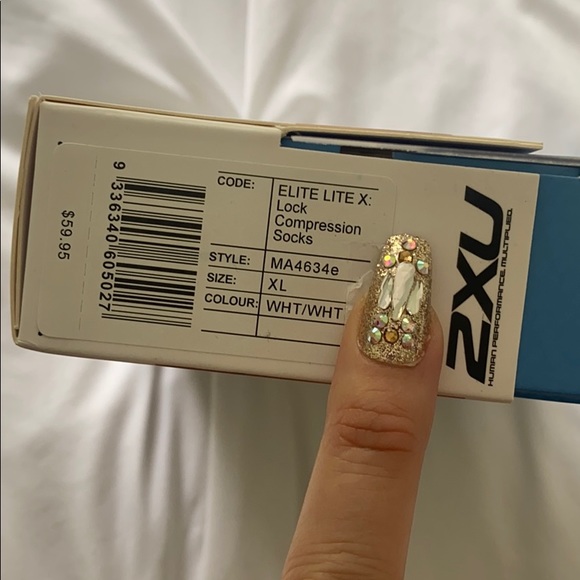 $59.95
9 336340 605027
CODE: ELITE LITE X:
Lock
Compression
Socks
STYLE: MA4634e
SIZE: XL
COLOUR: WHT/WHT
2XU
HUMAN PERFORMANCE MULTIPLIED